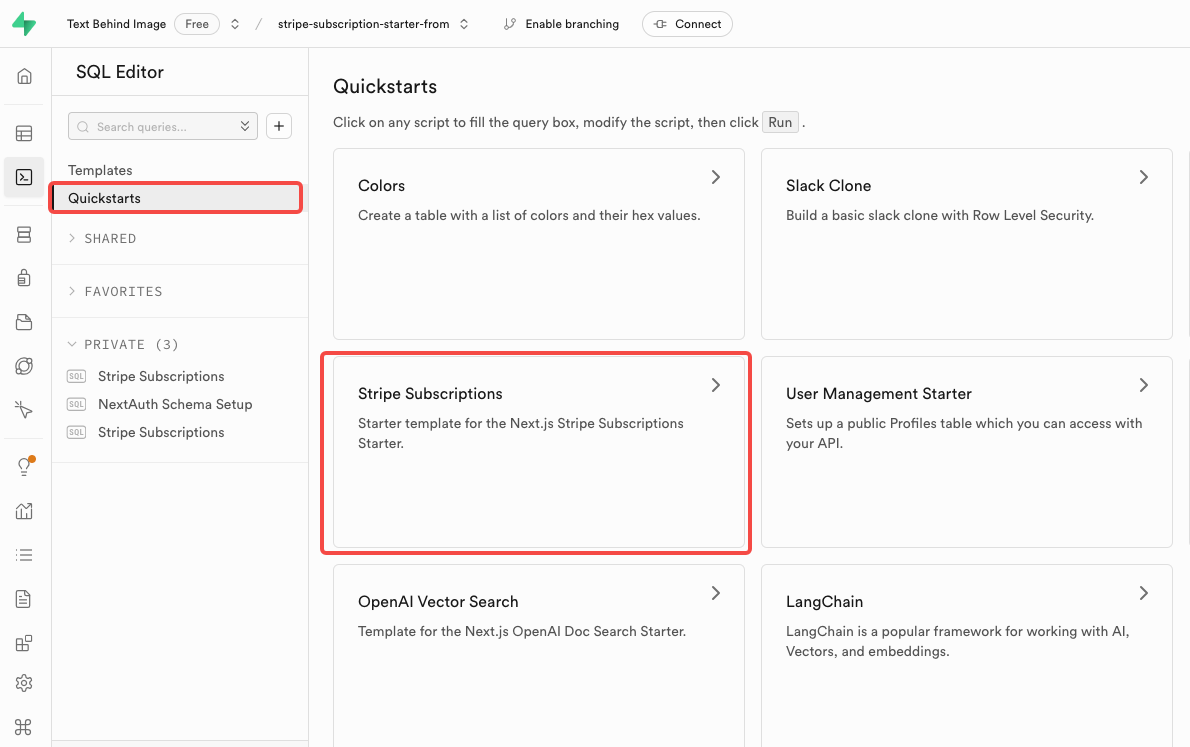 Text Behind Image Free / stripe-subscription-starter-from Enable branching Connect
SQL Editor
Search queries...
Templates
Quickstarts
SHARED
FAVORITES
PRIVATE (3)
SQL Stripe Subscriptions
SQL NextAuth Schema Setup
SQL Stripe Subscriptions
Quickstarts
Click on any script to fill the query box, modify the script, then click Run .
Colors
Create a table with a list of colors and their hex values.
Slack Clone
Build a basic slack clone with Row Level Security.
Stripe Subscriptions
Starter template for the Next.js Stripe Subscriptions
Starter.
User Management Starter
Sets up a public Profiles table which you can access with
your API.
OpenAI Vector Search
Template for the Next.js OpenAI Doc Search Starter.
LangChain
LangChain is a popular framework for working with AI,
Vectors, and embeddings.